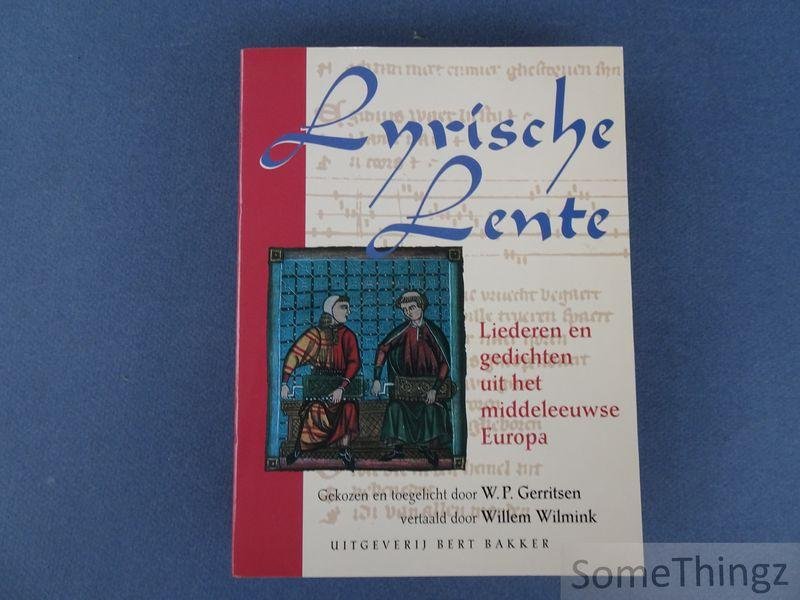 Lyrische
Lente
Liederen en
gedichten
uit het
middeleeuwse
Europa
Gekozen en toegelicht door W.P. Gerritsen
vertaald door Willem Wilmink
UITGEVERIJ BERT BAKKER
SomeThingz